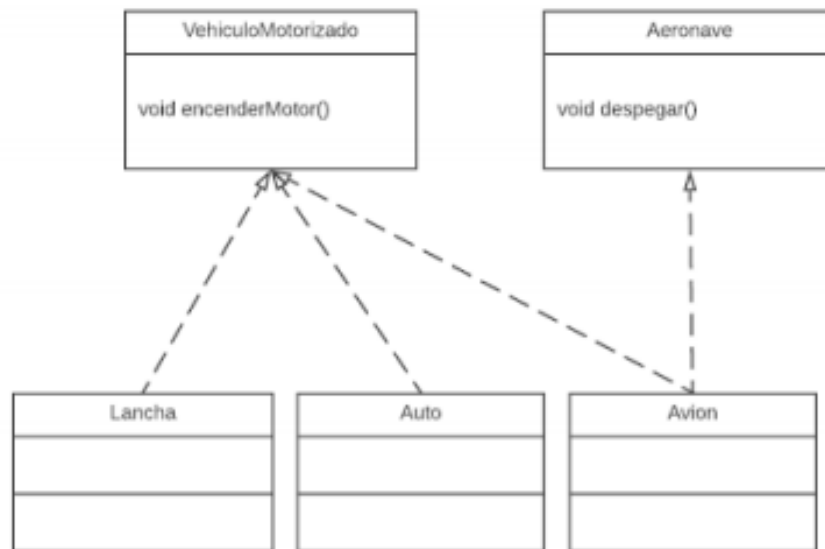 VehiculoMotorizado
void encenderMotor()
Aeronave
void despegar()
Lancha
Auto
Avion